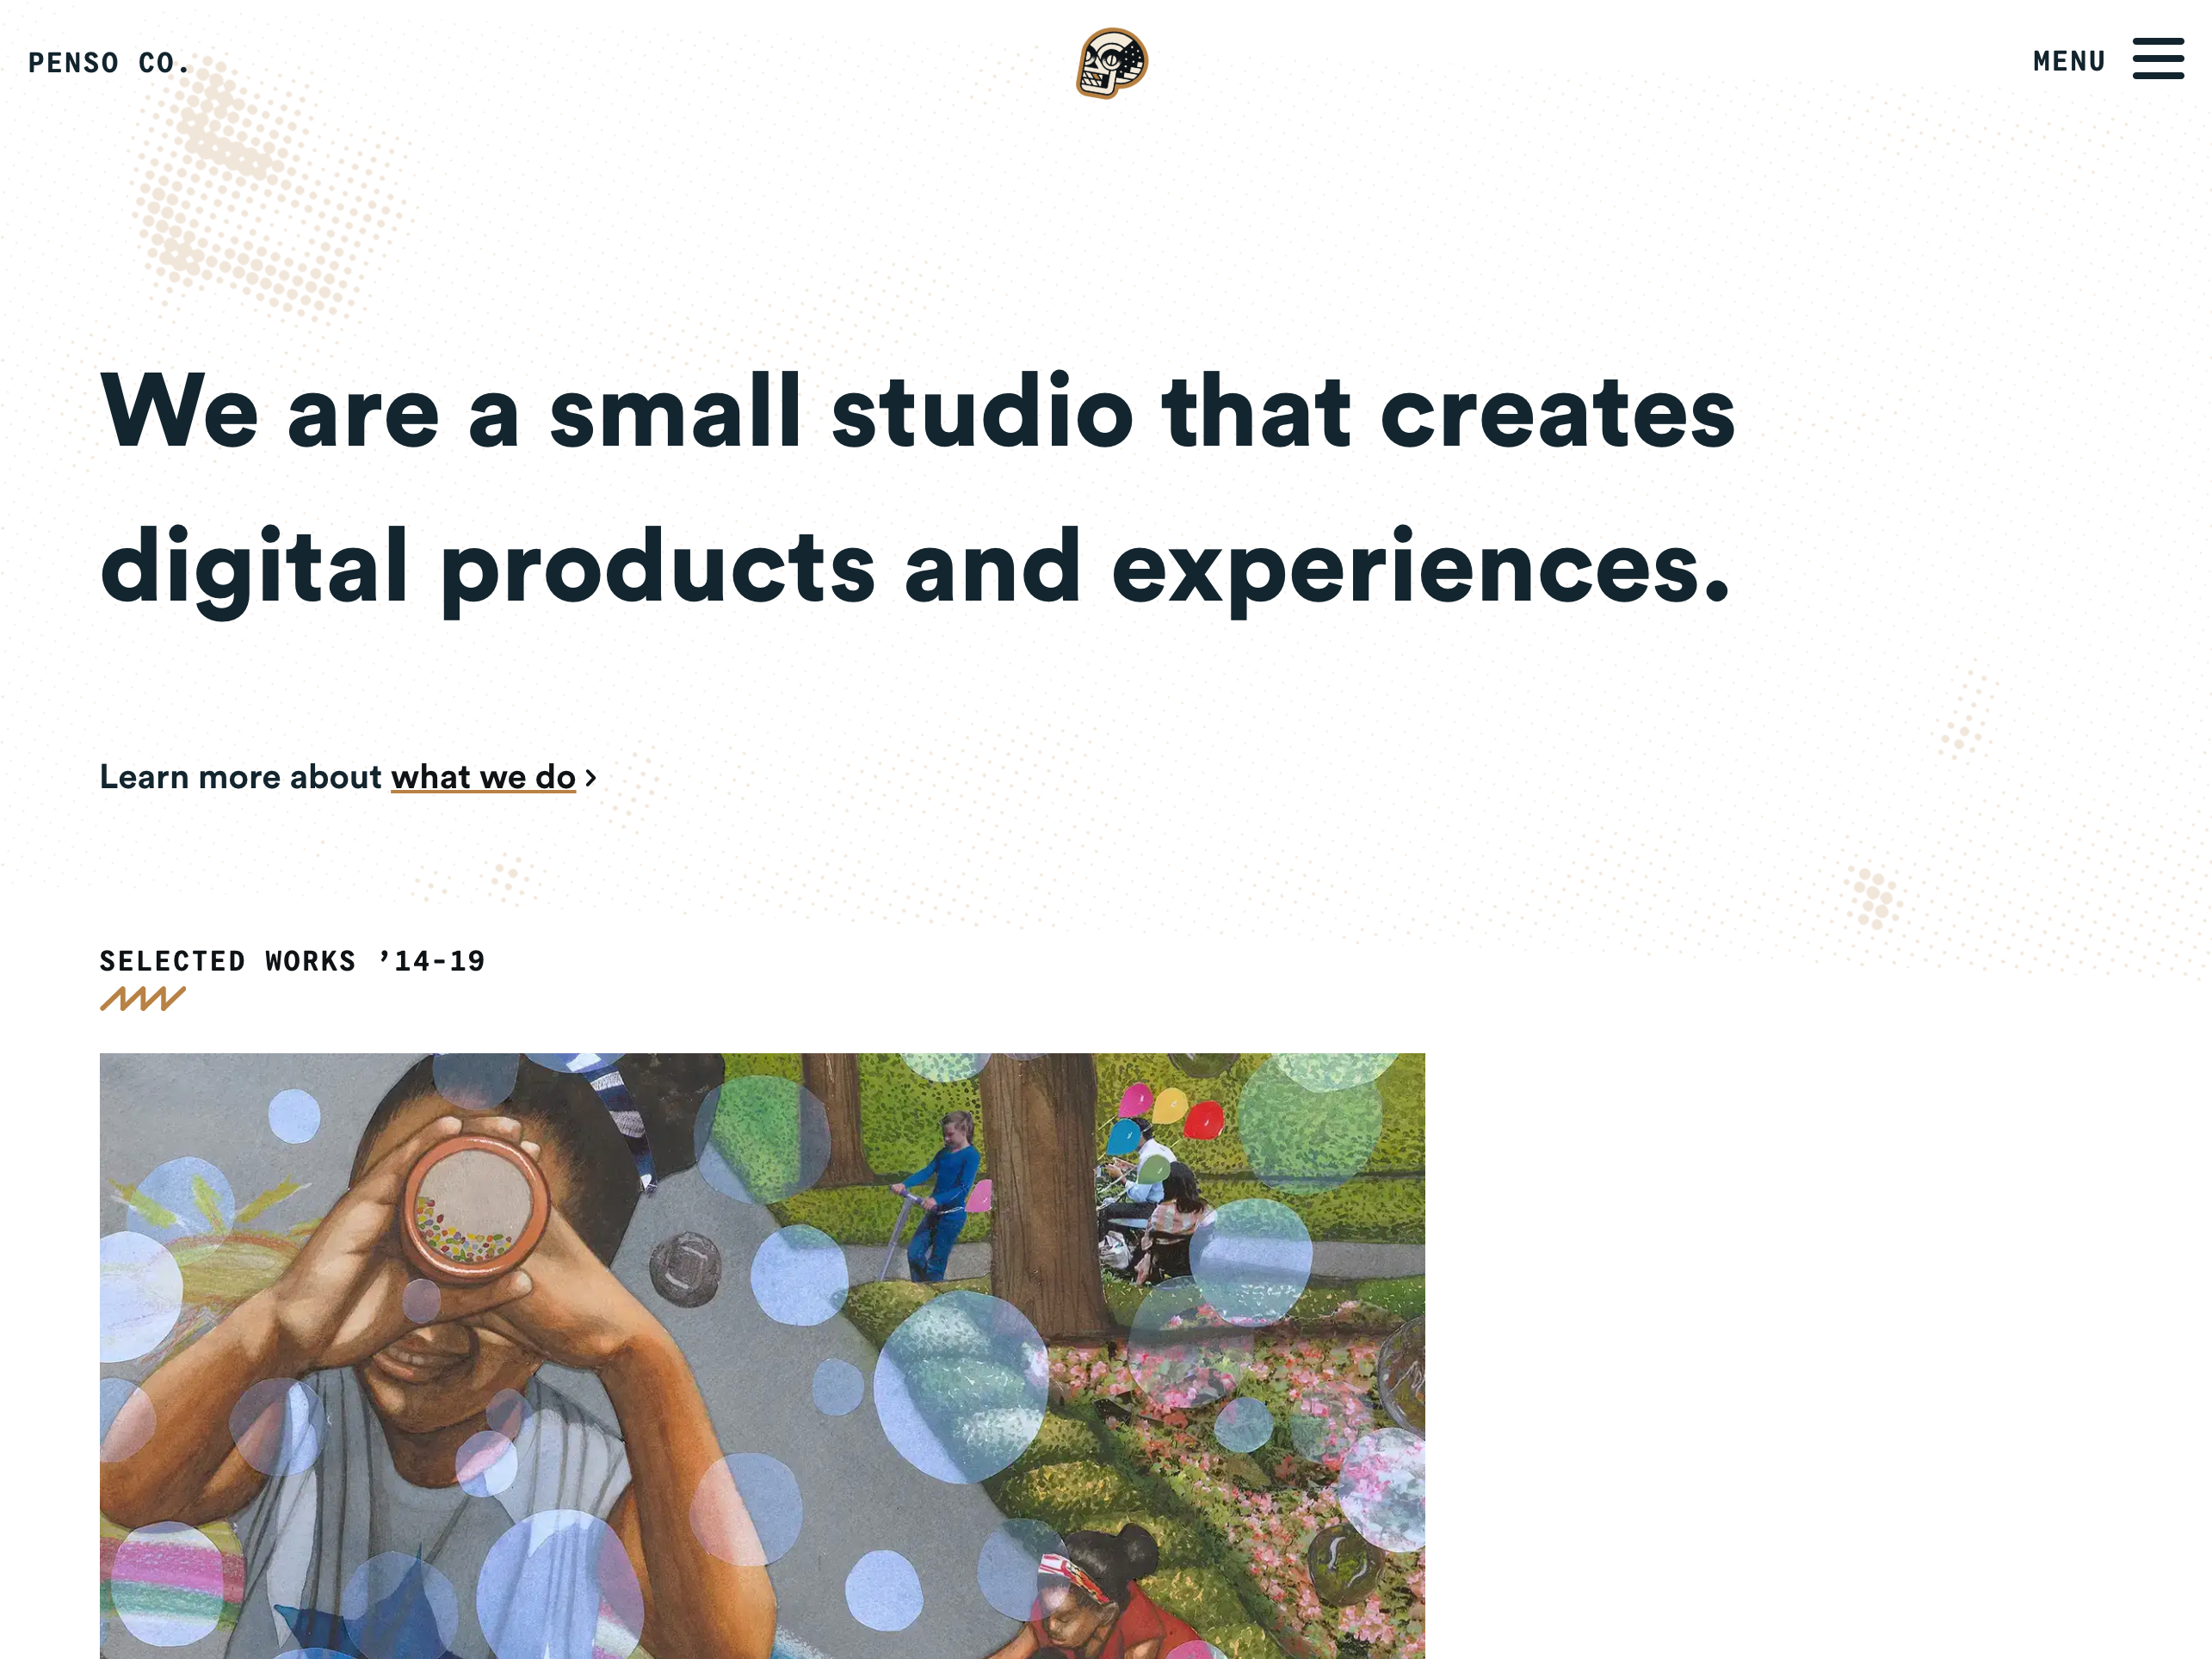 PENSO CO.
MENU
We are a small studio that creates
digital products and experiences.
Learn more about what we do ›
SELECTED WORKS ’14-19